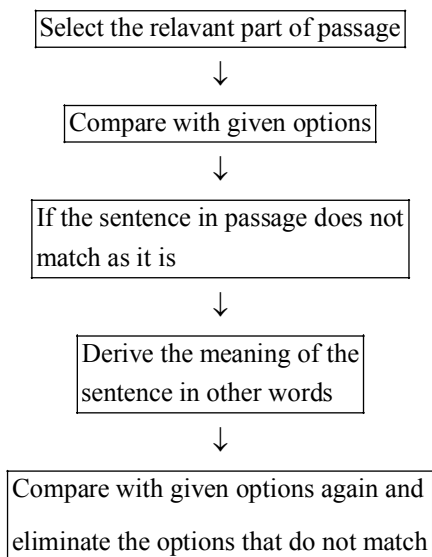 Select the relavant part of passage
↓
Compare with given options
↓
If the sentence in passage does not
match as it is
↓
Derive the meaning of the
sentence in other words
↓
Compare with given options again and
eliminate the options that do not match